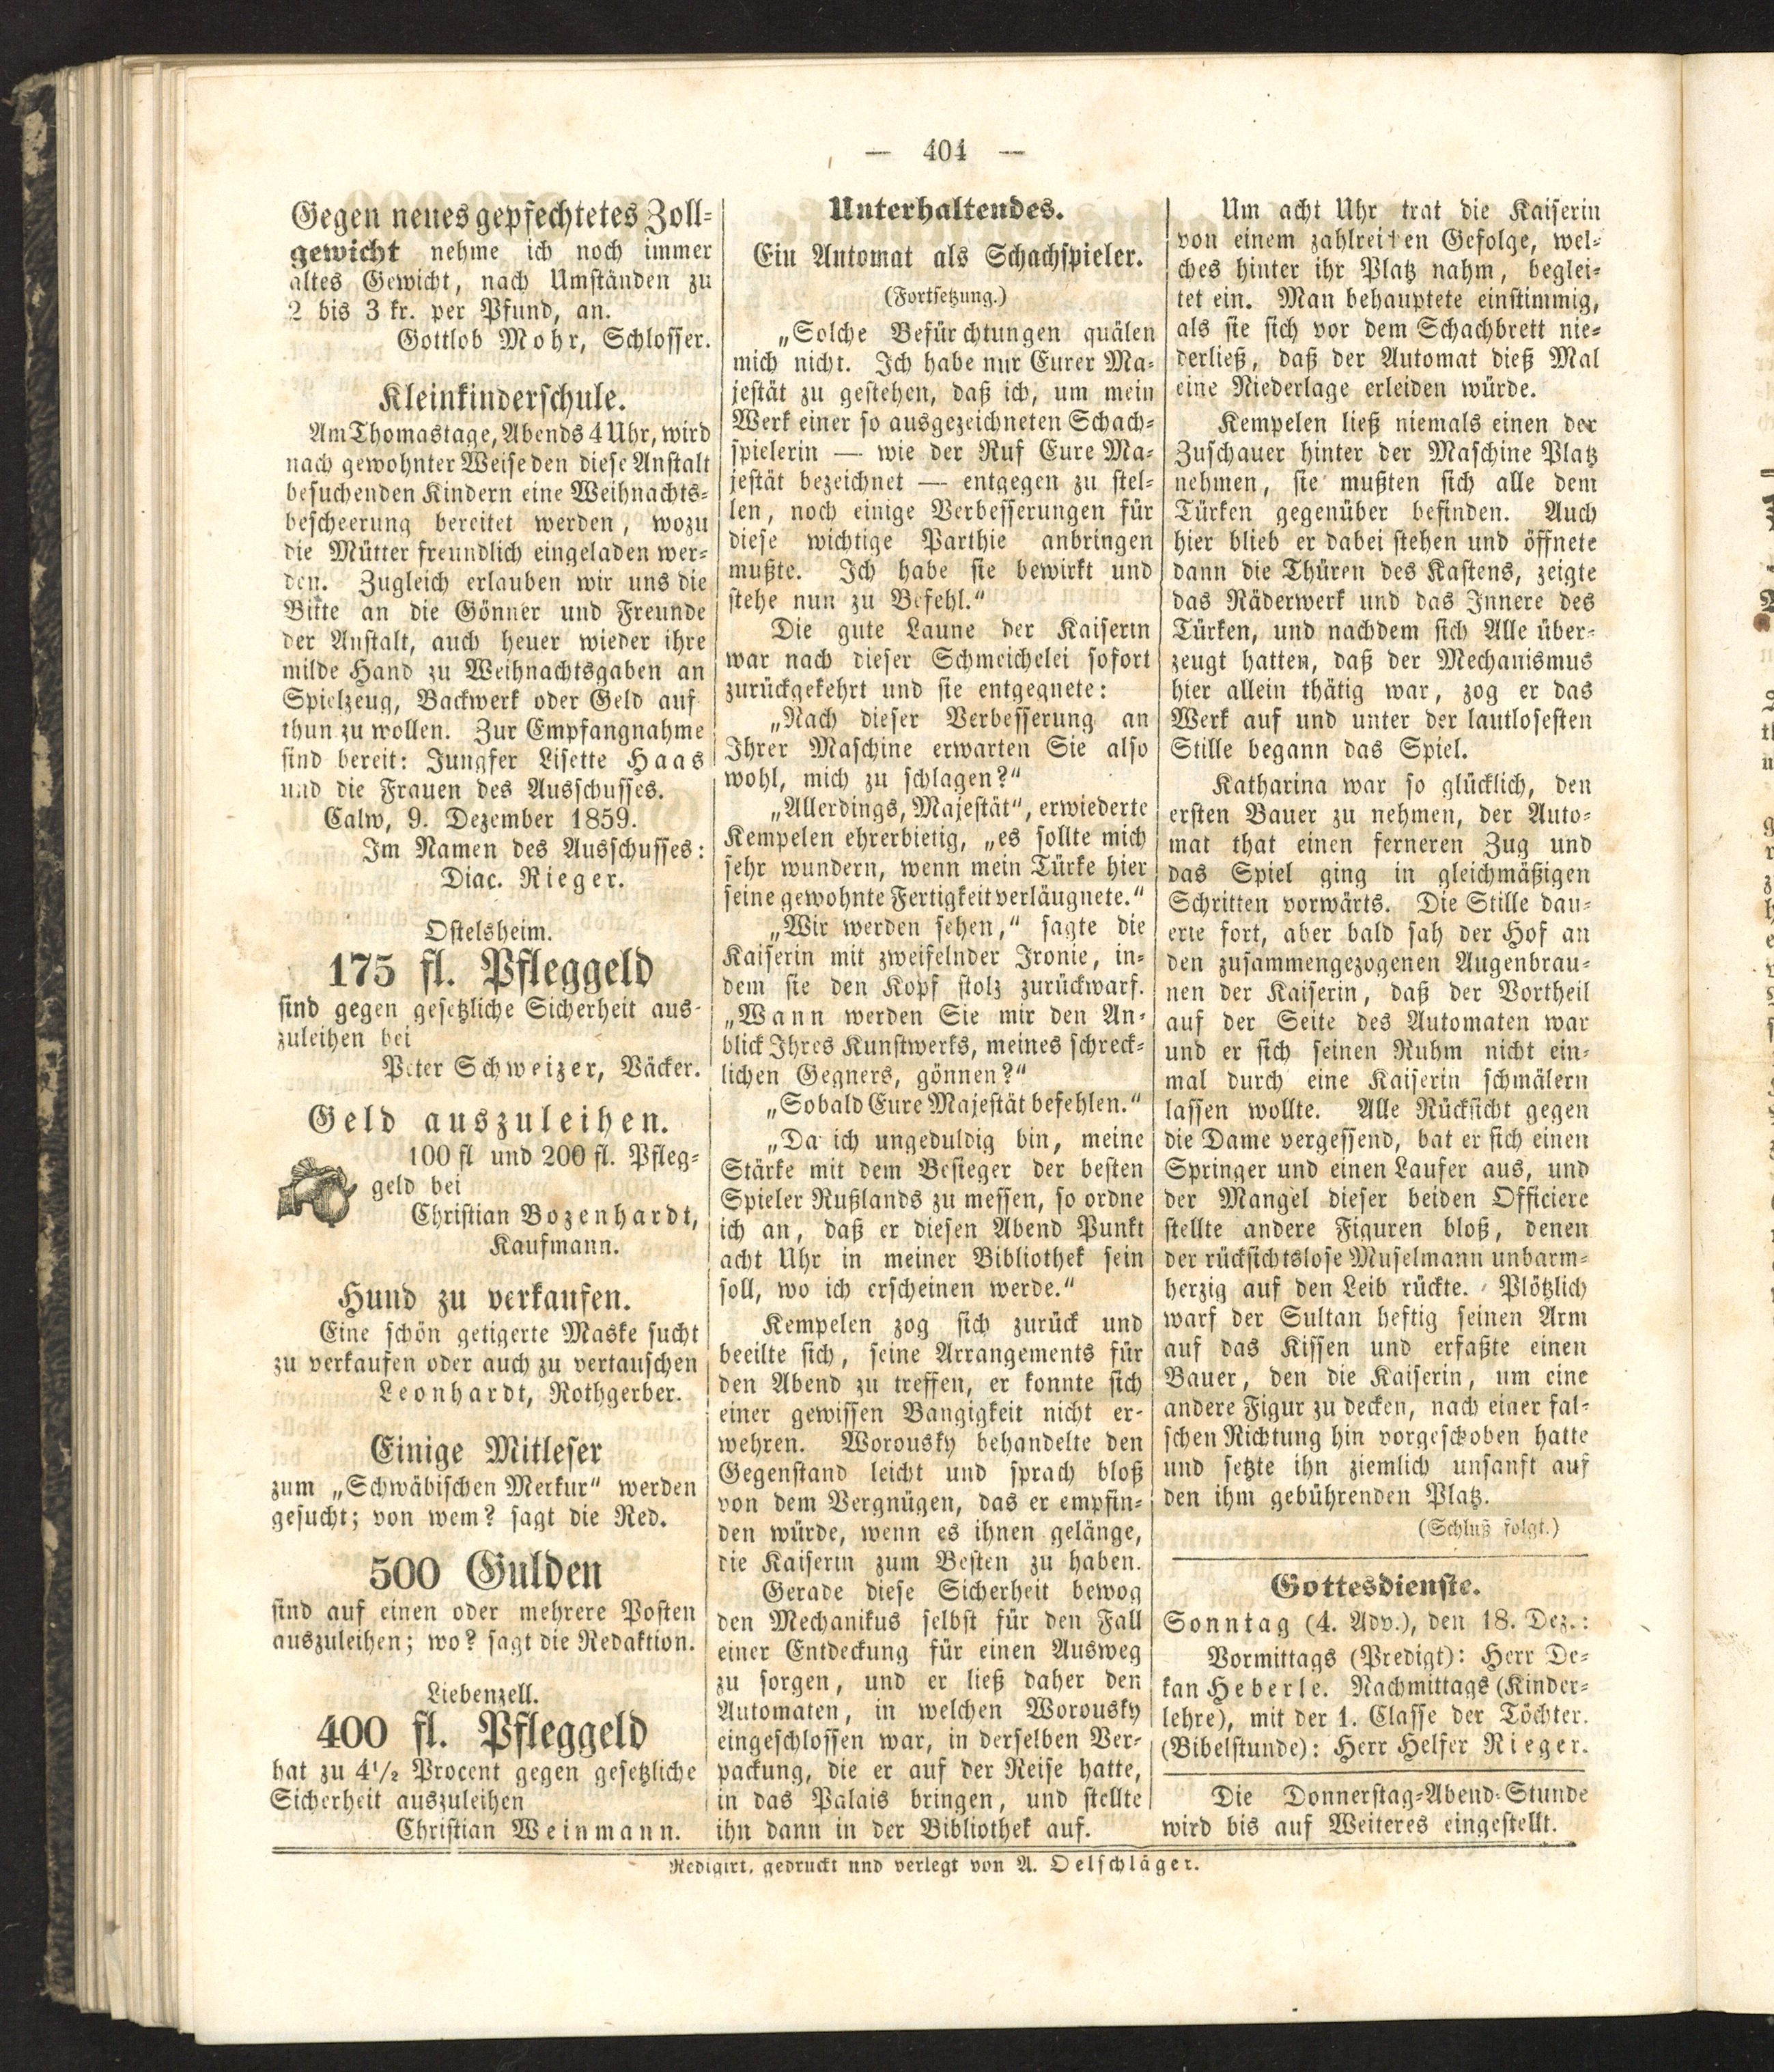 — 404 —
Gegen neues gepfechtetes Zoll-
gewicht nehme ich noch immer
altes Gewicht, nach Umständen zu
2 bis 3 kr. per Pfund, an.
Gottlob Mohr, Schlosser.
Kleinkinderschule.
Am Thomastage, Abends 4 Uhr, wird
nach gewohnter Weise den diese Anstalt
besuchenden Kindern eine Weihnachts-
bescheerung bereitet werden, wozu
die Mütter freundlich eingeladen wer-
den. Zugleich erlauben wir uns die
Bitte an die Gönner und Freunde
der Anstalt, auch heuer wieder ihre
milde Hand zu Weihnachtsgaben an
Spielzeug, Backwerk oder Geld auf-
thun zu wollen. Zur Empfangnahme
sind bereit: Jungfer Lisette Haas
und die Frauen des Ausschusses.
Calw, 9. Dezember 1859.
Im Namen des Ausschusses:
Diac. Rieger.
Ostelsheim.
175 fl. Pfleggeld
sind gegen gesetzliche Sicherheit aus-
zuleihen bei
Peter Schweizer, Bäcker.
Geld auszuleihen.
100 fl und 200 fl. Pfleg-
geld bei
Christian Bozenhardt,
Kaufmann.
Hund zu verkaufen.
Eine schön getigerte Maske sucht
zu verkaufen oder auch zu vertauschen
Leonhardt, Rothgerber.
Einige Mitleser
zum „Schwäbischen Merkur“ werden
gesucht; von wem? sagt die Red.
500 Gulden
sind auf einen oder mehrere Posten
auszuleihen; wo? sagt die Redaktion.
Liebenzell.
400 fl. Pfleggeld
hat zu 4½ Procent gegen gesetzliche
Sicherheit auszuleihen
Christian Weinmann.
Unterhaltendes.
Ein Automat als Schachspieler.
(Fortsetzung.)
„Solche Befürchtungen quälen
mich nicht. Ich habe nur Eurer Ma-
jestät zu gestehen, daß ich, um mein
Werk einer so ausgezeichneten Schach-
spielerin — wie der Ruf Eure Ma-
jestät bezeichnet — entgegen zu stel-
len, noch einige Verbesserungen für
diese wichtige Parthie anbringen
mußte. Ich habe sie bewirkt und
stehe nun zu Befehl.“
Die gute Laune der Kaiserin
war nach dieser Schmeichelei sofort
zurückgekehrt und sie entgegnete:
„Nach dieser Verbesserung an
Ihrer Maschine erwarten Sie also
wohl, mich zu schlagen?“
„Allerdings, Majestät“, erwiederte
Kempelen ehrerbietig, „es sollte mich
sehr wundern, wenn mein Türke hier
seine gewohnte Fertigkeit verläugnete.“
„Wir werden sehen,“ sagte die
Kaiserin mit zweifelnder Ironie, in-
dem sie den Kopf stolz zurückwarf.
„Wann werden Sie mir den An-
blick Ihres Kunstwerks, meines schreck-
lichen Gegners, gönnen?“
„Sobald Eure Majestät befehlen.“
„Da ich ungeduldig bin, meine
Stärke mit dem Besieger der besten
Spieler Rußlands zu messen, so ordne
ich an, daß er diesen Abend Punkt
acht Uhr in meiner Bibliothek sein
soll, wo ich erscheinen werde.“
Kempelen zog sich zurück und
beeilte sich, seine Arrangements für
den Abend zu treffen, er konnte sich
einer gewissen Bangigkeit nicht er-
wehren. Worousky behandelte den
Gegenstand leicht und sprach bloß
von dem Vergnügen, das er empfin-
den würde, wenn es ihnen gelänge,
die Kaiserin zum Besten zu haben.
Gerade diese Sicherheit bewog
den Mechanikus selbst für den Fall
einer Entdeckung für einen Ausweg
zu sorgen, und er ließ daher den
Automaten, in welchen Worousky
eingeschlossen war, in derselben Ver-
packung, die er auf der Reise hatte,
in das Palais bringen, und stellte
ihn dann in der Bibliothek auf.
Um acht Uhr trat die Kaiserin
von einem zahlreichen Gefolge, wel-
ches hinter ihr Platz nahm, beglei-
tet ein. Man behauptete einstimmig,
als sie sich vor dem Schachbrett nie-
derließ, daß der Automat dieß Mal
eine Niederlage erleiden würde.
Kempelen ließ niemals einen der
Zuschauer hinter der Maschine Platz
nehmen, sie mußten sich alle dem
Türken gegenüber befinden. Auch
hier blieb er dabei stehen und öffnete
dann die Thüren des Kastens, zeigte
das Räderwerk und das Innere des
Türken, und nachdem sich Alle über-
zeugt hatten, daß der Mechanismus
hier allein thätig war, zog er das
Werk auf und unter der lautlosesten
Stille begann das Spiel.
Katharina war so glücklich, den
ersten Bauer zu nehmen, der Auto-
mat that einen ferneren Zug und
das Spiel ging in gleichmäßigen
Schritten vorwärts. Die Stille dau-
erte fort, aber bald sah der Hof an
den zusammengezogenen Augenbrau-
nen der Kaiserin, daß der Vortheil
auf der Seite des Automaten war
und er sich seinen Ruhm nicht ein-
mal durch eine Kaiserin schmälern
lassen wollte. Alle Rücksicht gegen
die Dame vergessend, bat er sich einen
Springer und einen Laufer aus, und
der Mangel dieser beiden Officiere
stellte andere Figuren bloß, denen
der rücksichtslose Muselmann unbarm-
herzig auf den Leib rückte. Plötzlich
warf der Sultan heftig seinen Arm
auf das Kissen und erfaßte einen
Bauer, den die Kaiserin, um eine
andere Figur zu decken, nach einer fal-
schen Richtung hin vorgeschoben hatte
und setzte ihn ziemlich unsanft auf
den ihm gebührenden Platz.
(Schluß folgt.)
Gottesdienste.
Sonntag (4. Adv.), den 18. Dez.:
Vormittags (Predigt): Herr De-
kan Heberle. Nachmittags (Kinder-
lehre), mit der 1. Classe der Töchter.
(Bibelstunde): Herr Helfer Rieger.
Die Donnerstag-Abend-Stunde
wird bis auf Weiteres eingestellt.
Redigirt, gedruckt und verlegt von A. Oelschläger.